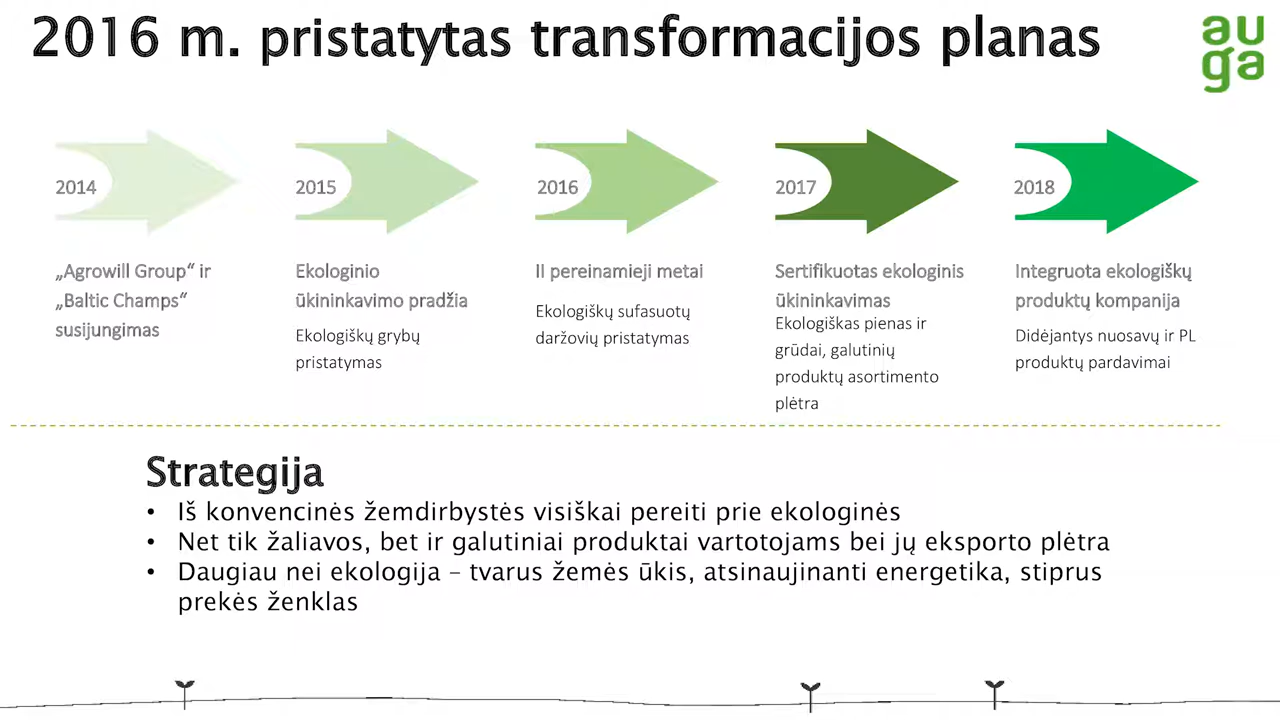 2016 m. pristatytas transformacijos planas
au
ga
2014
2015
2016
2017
2018
„Agrowill Group“ ir
„Baltic Champs“
susijungimas
Ekologinio
ūkininkavimo pradžia
Ekologiškų grybų
pristatymas
II pereinamieji metai
Ekologiškų sufasuotų
daržovių pristatymas
Sertifikuotas ekologinis
ūkininkavimas
Ekologiškas pienas ir
grūdai, galutinių
produktų asortimento
plėtra
Integruota ekologiškų
produktų kompanija
Didėjantys nuosavų ir PL
produktų pardavimai
Strategija
• Iš konvencinės žemdirbystės visiškai pereiti prie ekologinės
• Net tik žaliavos, bet ir galutiniai produktai vartotojams bei jų eksporto plėtra
• Daugiau nei ekologija – tvarus žemės ūkis, atsinaujinanti energetika, stiprus
prekės ženklas